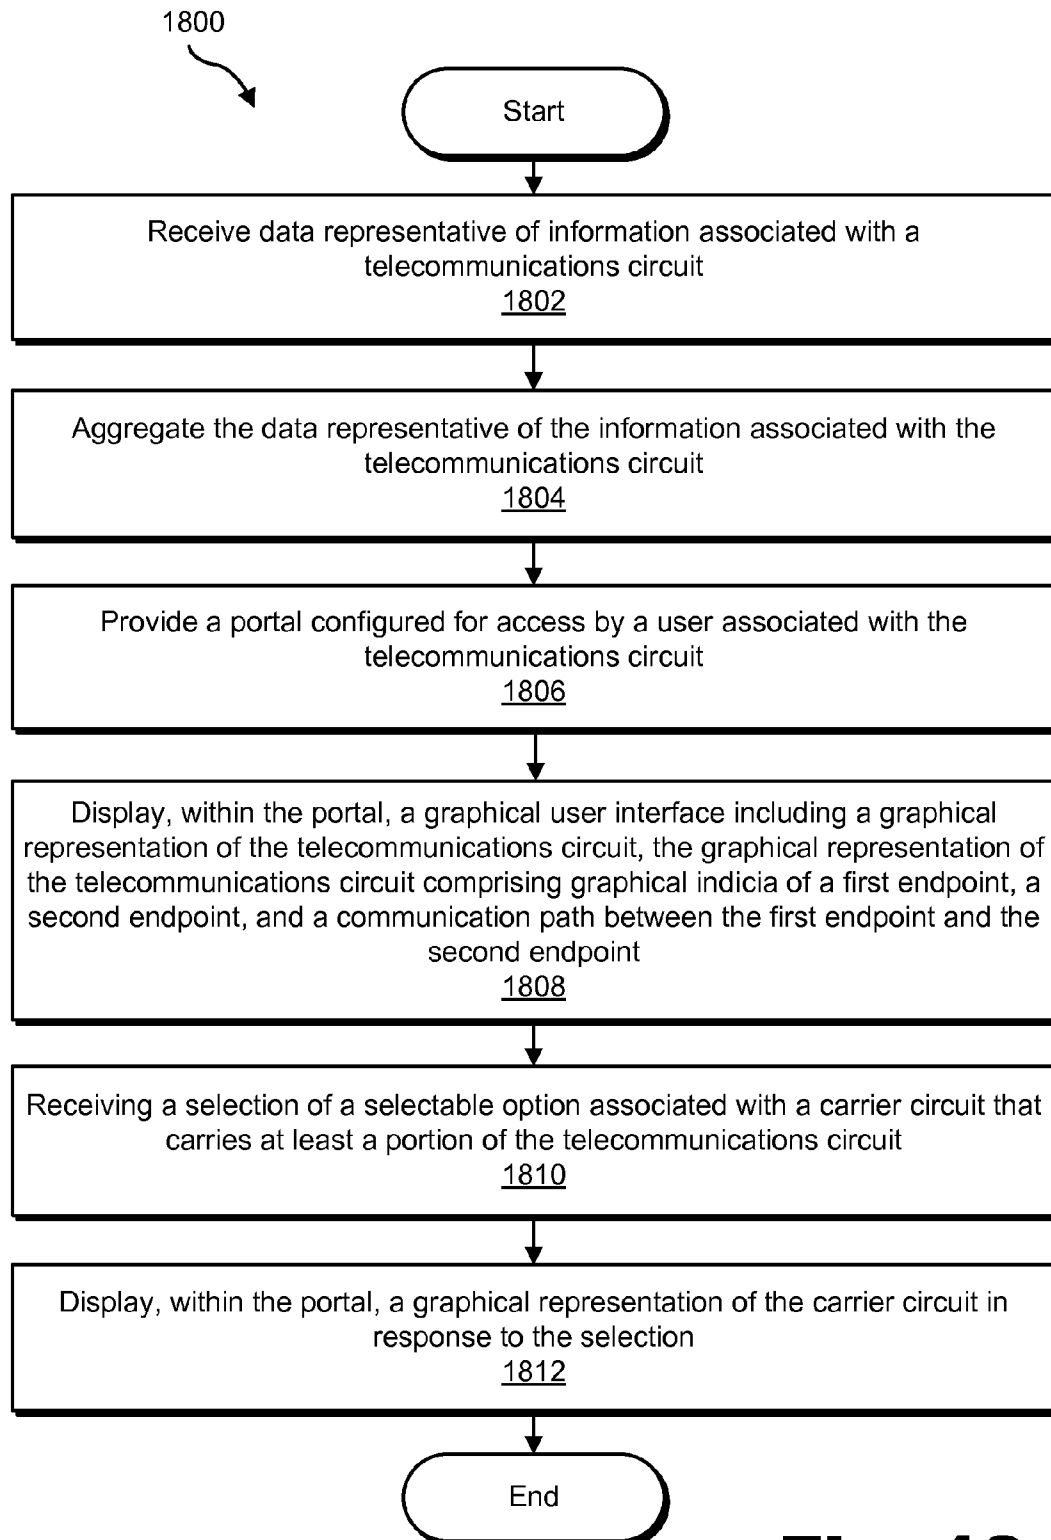 1800
Start
Receive data representative of information associated with a
telecommunications circuit
1802
Aggregate the data representative of the information associated with the
telecommunications circuit
1804
Provide a portal configured for access by a user associated with the
telecommunications circuit
1806
Display, within the portal, a graphical user interface including a graphical
representation of the telecommunications circuit, the graphical representation of
the telecommunications circuit comprising graphical indicia of a first endpoint, a
second endpoint, and a communication path between the first endpoint and the
second endpoint
1808
Receiving a selection of a selectable option associated with a carrier circuit that
carries at least a portion of the telecommunications circuit
1810
Display, within the portal, a graphical representation of the carrier circuit in
response to the selection
1812
End